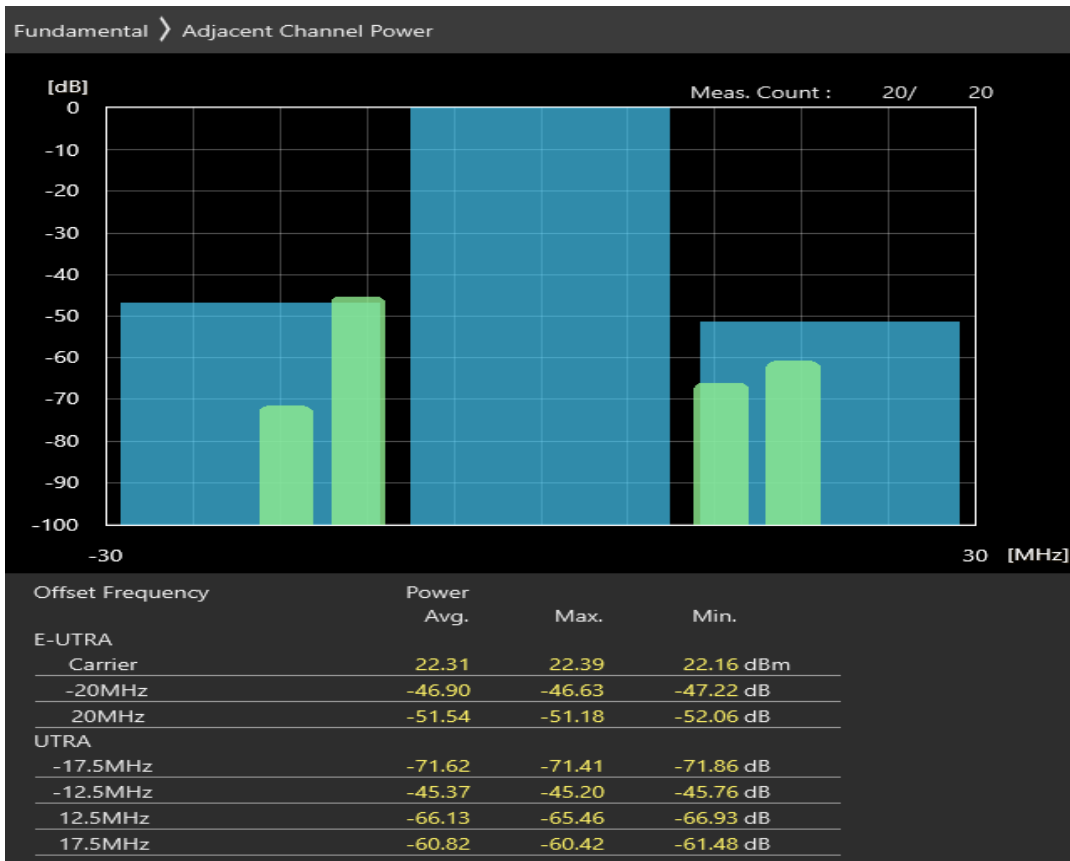 Fundamental 〉 Adjacent Channel Power
[dB]
Meas. Count : 20/ 20
0
-10
-20
-30
-40
-50
-60
-70
-80
-90
-100
-30 30 [MHz]
Offset Frequency Power
Avg. Max. Min.
E-UTRA
Carrier 22.31 22.39 22.16 dBm
-20MHz -46.90 -46.63 -47.22 dB
20MHz -51.54 -51.18 -52.06 dB
UTRA
-17.5MHz -71.62 -71.41 -71.86 dB
-12.5MHz -45.37 -45.20 -45.76 dB
12.5MHz -66.13 -65.46 -66.93 dB
17.5MHz -60.82 -60.42 -61.48 dB